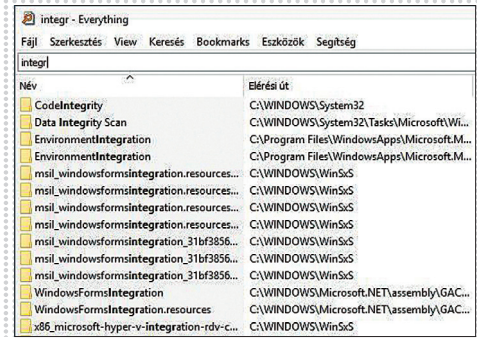 integr - Everything
Fájl Szerkesztés View Keresés Bookmarks Eszközök Segítség
integr
Név Elérési út
CodeIntegrity C:\WINDOWS\System32
Data Integrity Scan C:\WINDOWS\System32\Tasks\Microsoft\Wi...
EnvironmentIntegration C:\Program Files\WindowsApps\Microsoft.M...
EnvironmentIntegration C:\Program Files\WindowsApps\Microsoft.M...
msil_windowsformsintegration.resources... C:\WINDOWS\WinSxS
msil_windowsformsintegration.resources... C:\WINDOWS\WinSxS
msil_windowsformsintegration.resources... C:\WINDOWS\WinSxS
msil_windowsformsintegration.resources... C:\WINDOWS\WinSxS
msil_windowsformsintegration_31bf3856... C:\WINDOWS\WinSxS
msil_windowsformsintegration_31bf3856... C:\WINDOWS\WinSxS
msil_windowsformsintegration_31bf3856... C:\WINDOWS\WinSxS
WindowsFormsIntegration C:\WINDOWS\Microsoft.NET\assembly\GAC...
WindowsFormsIntegration.resources C:\WINDOWS\Microsoft.NET\assembly\GAC...
x86_microsoft-hyper-v-integration-rdv-c... C:\WINDOWS\WinSxS